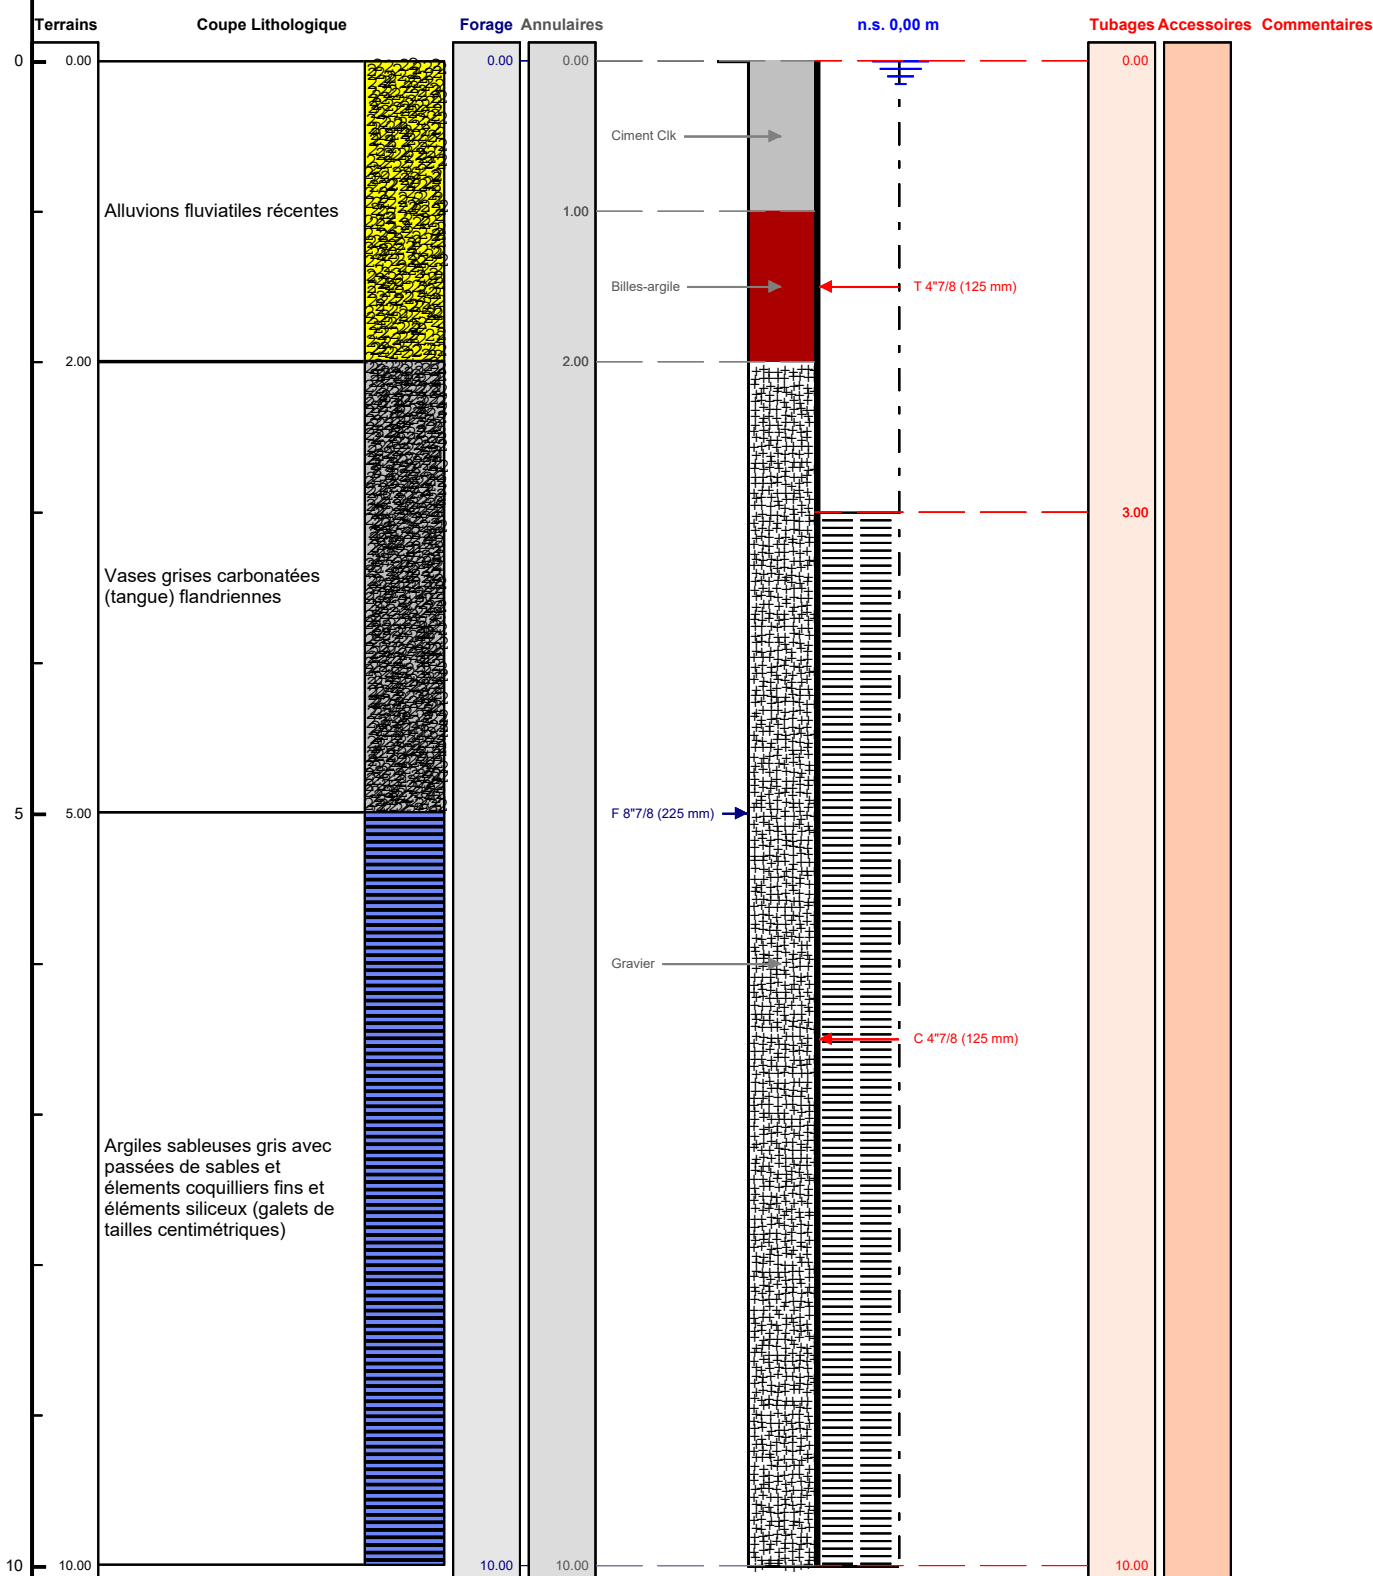 Terrains Coupe Lithologique Forage Annulaires n.s. 0,00 m Tubages Accessoires Commentaires
0 0.00 0.00 0.00 0.00
Ciment Clk
Alluvions fluviatiles récentes 1.00
Billes-argile T 4"7/8 (125 mm)
2.00 2.00
3.00
Vases grises carbonatées
(tangue) flandriennes
5 5.00 F 8"7/8 (225 mm)
Gravier
C 4"7/8 (125 mm)
Argiles sableuses gris avec
passées de sables et
élements coquilliers fins et
éléments siliceux (galets de
tailles centimétriques)
10 10.00 10.00 10.00 10.00